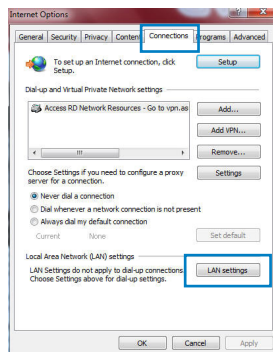 Internet Options
General Security Privacy Content Connections Programs Advanced
To set up an Internet connection, click
Setup.
Setup
Dial-up and Virtual Private Network settings
Access RD Network Resources - Go to vpn.as
Add...
Add VPN...
Remove...
Choose Settings if you need to configure a proxy
server for a connection.
Settings
Never dial a connection
Dial whenever a network connection is not present
Always dial my default connection
Current None
Set default
Local Area Network (LAN) settings
LAN Settings do not apply to dial-up connections.
Choose Settings above for dial-up settings.
LAN settings
OK Cancel Apply